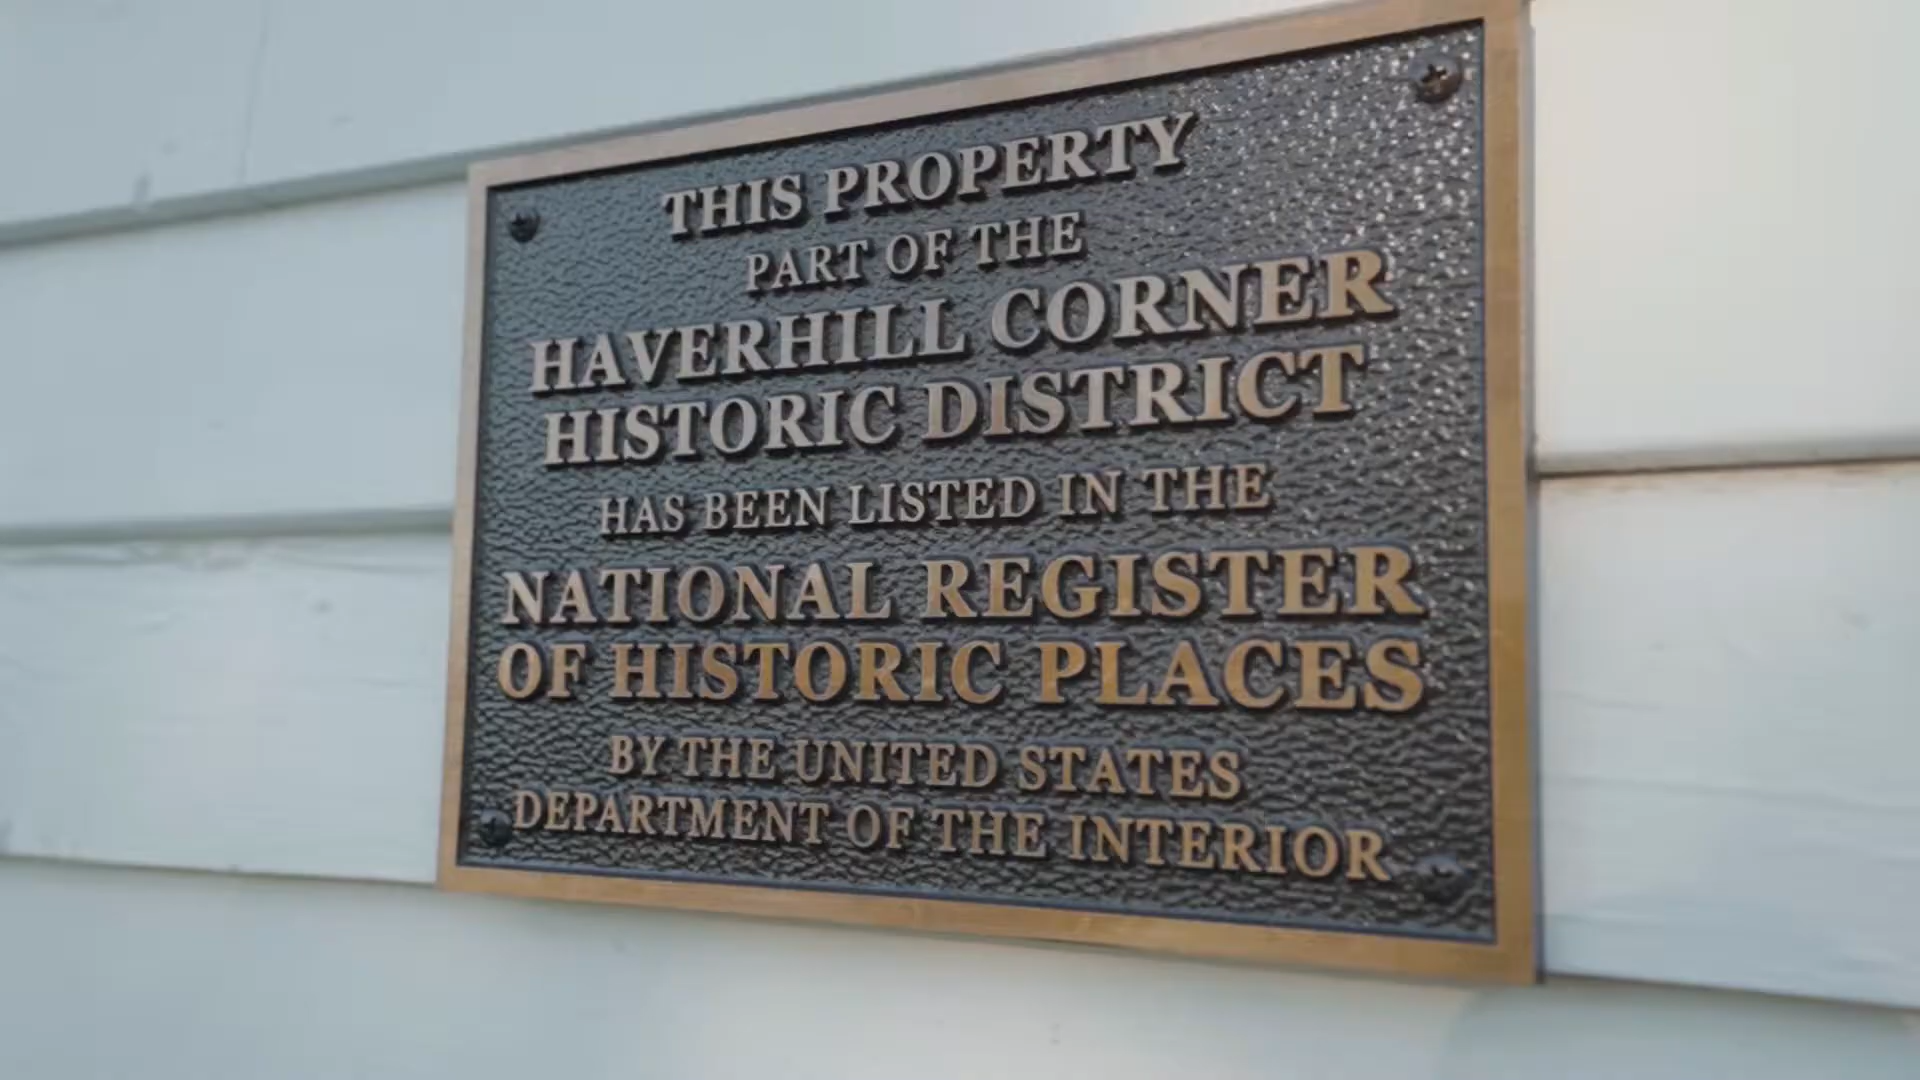 THIS PROPERTY
PART OF THE
HAVERHILL CORNER
HISTORIC DISTRICT
HAS BEEN LISTED IN THE
NATIONAL REGISTER
OF HISTORIC PLACES
BY THE UNITED STATES
DEPARTMENT OF THE INTERIOR